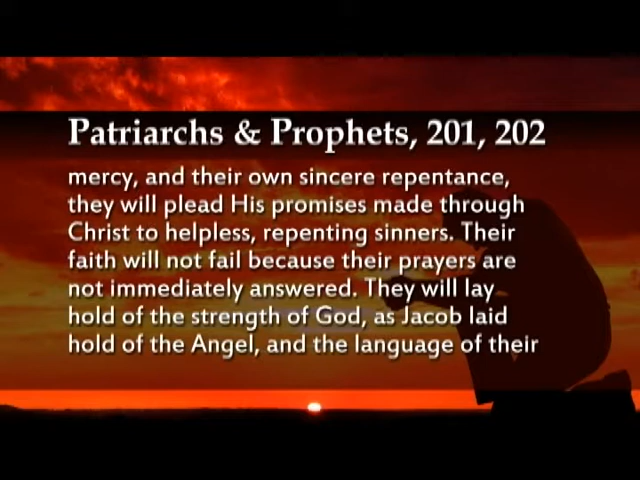 Patriarchs & Prophets, 201, 202
mercy, and their own sincere repentance,
they will plead His promises made through
Christ to helpless, repenting sinners. Their
faith will not fail because their prayers are
not immediately answered. They will lay
hold of the strength of God, as Jacob laid
hold of the Angel, and the language of their